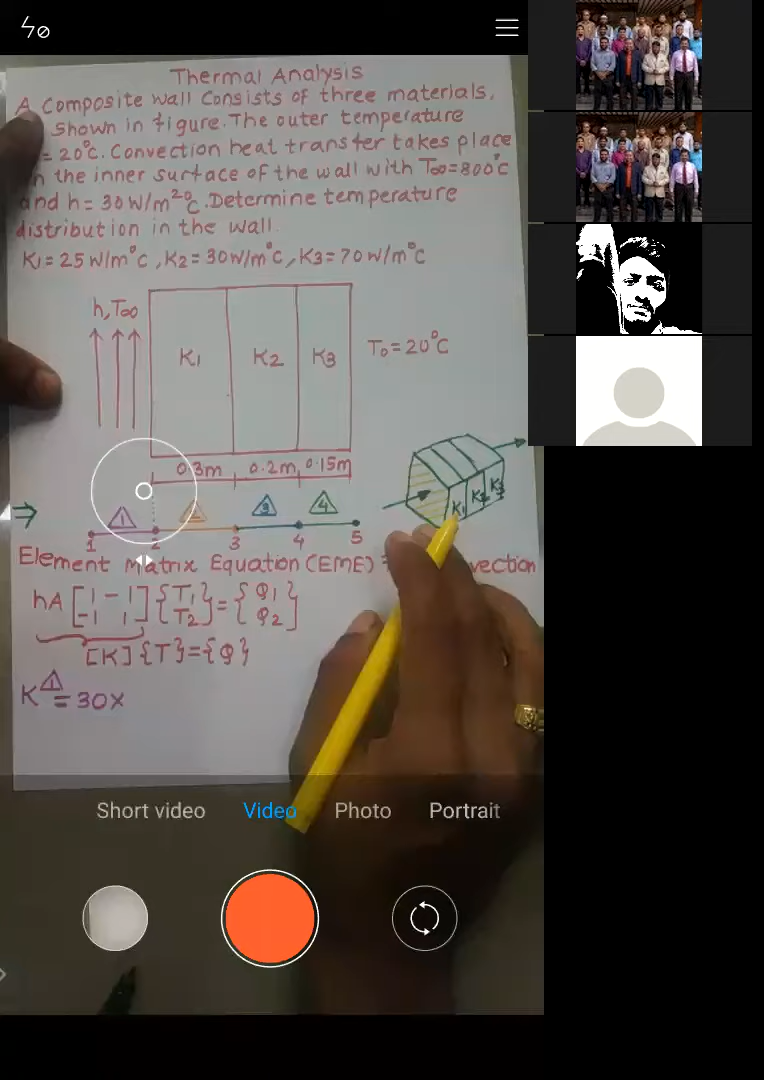 Thermal Analysis
A Composite wall Consists of three materials,
shown in figure. The outer temperature
= 20°C. Convection heat transfer takes place
n the inner surface of the wall with T∞=800°C
and h= 30 W/m²°C. Determine temperature
distribution in the wall.
K1=25 W/m°C, K2=30W/m°C, K3=70 W/m°C
h, T∞
K1 K2 K3
T0=20°C
0.3m 0.2m 0.15m
K1 K2 K3
⇒
1 3 4
1 2 3 4 5
Element Matrix Equation (EME) vection
hA [1 -1 -1 1] {T1 T2} = {Q1 Q2}
[K] {T}={Q}
K 1 = 30x
Short video Video Photo Portrait